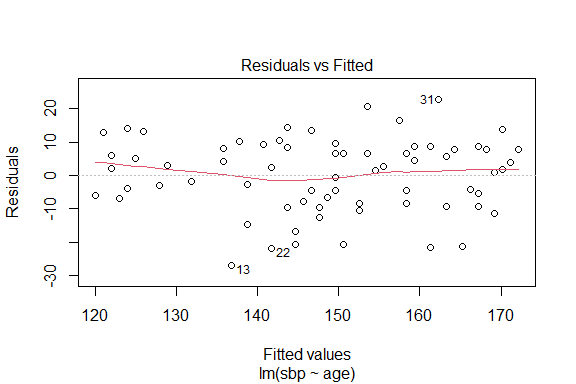 Residuals vs Fitted
Residuals
20
10
0
-10
-30
31
22
13
120 130 140 150 160 170
Fitted values
lm(sbp ~ age)